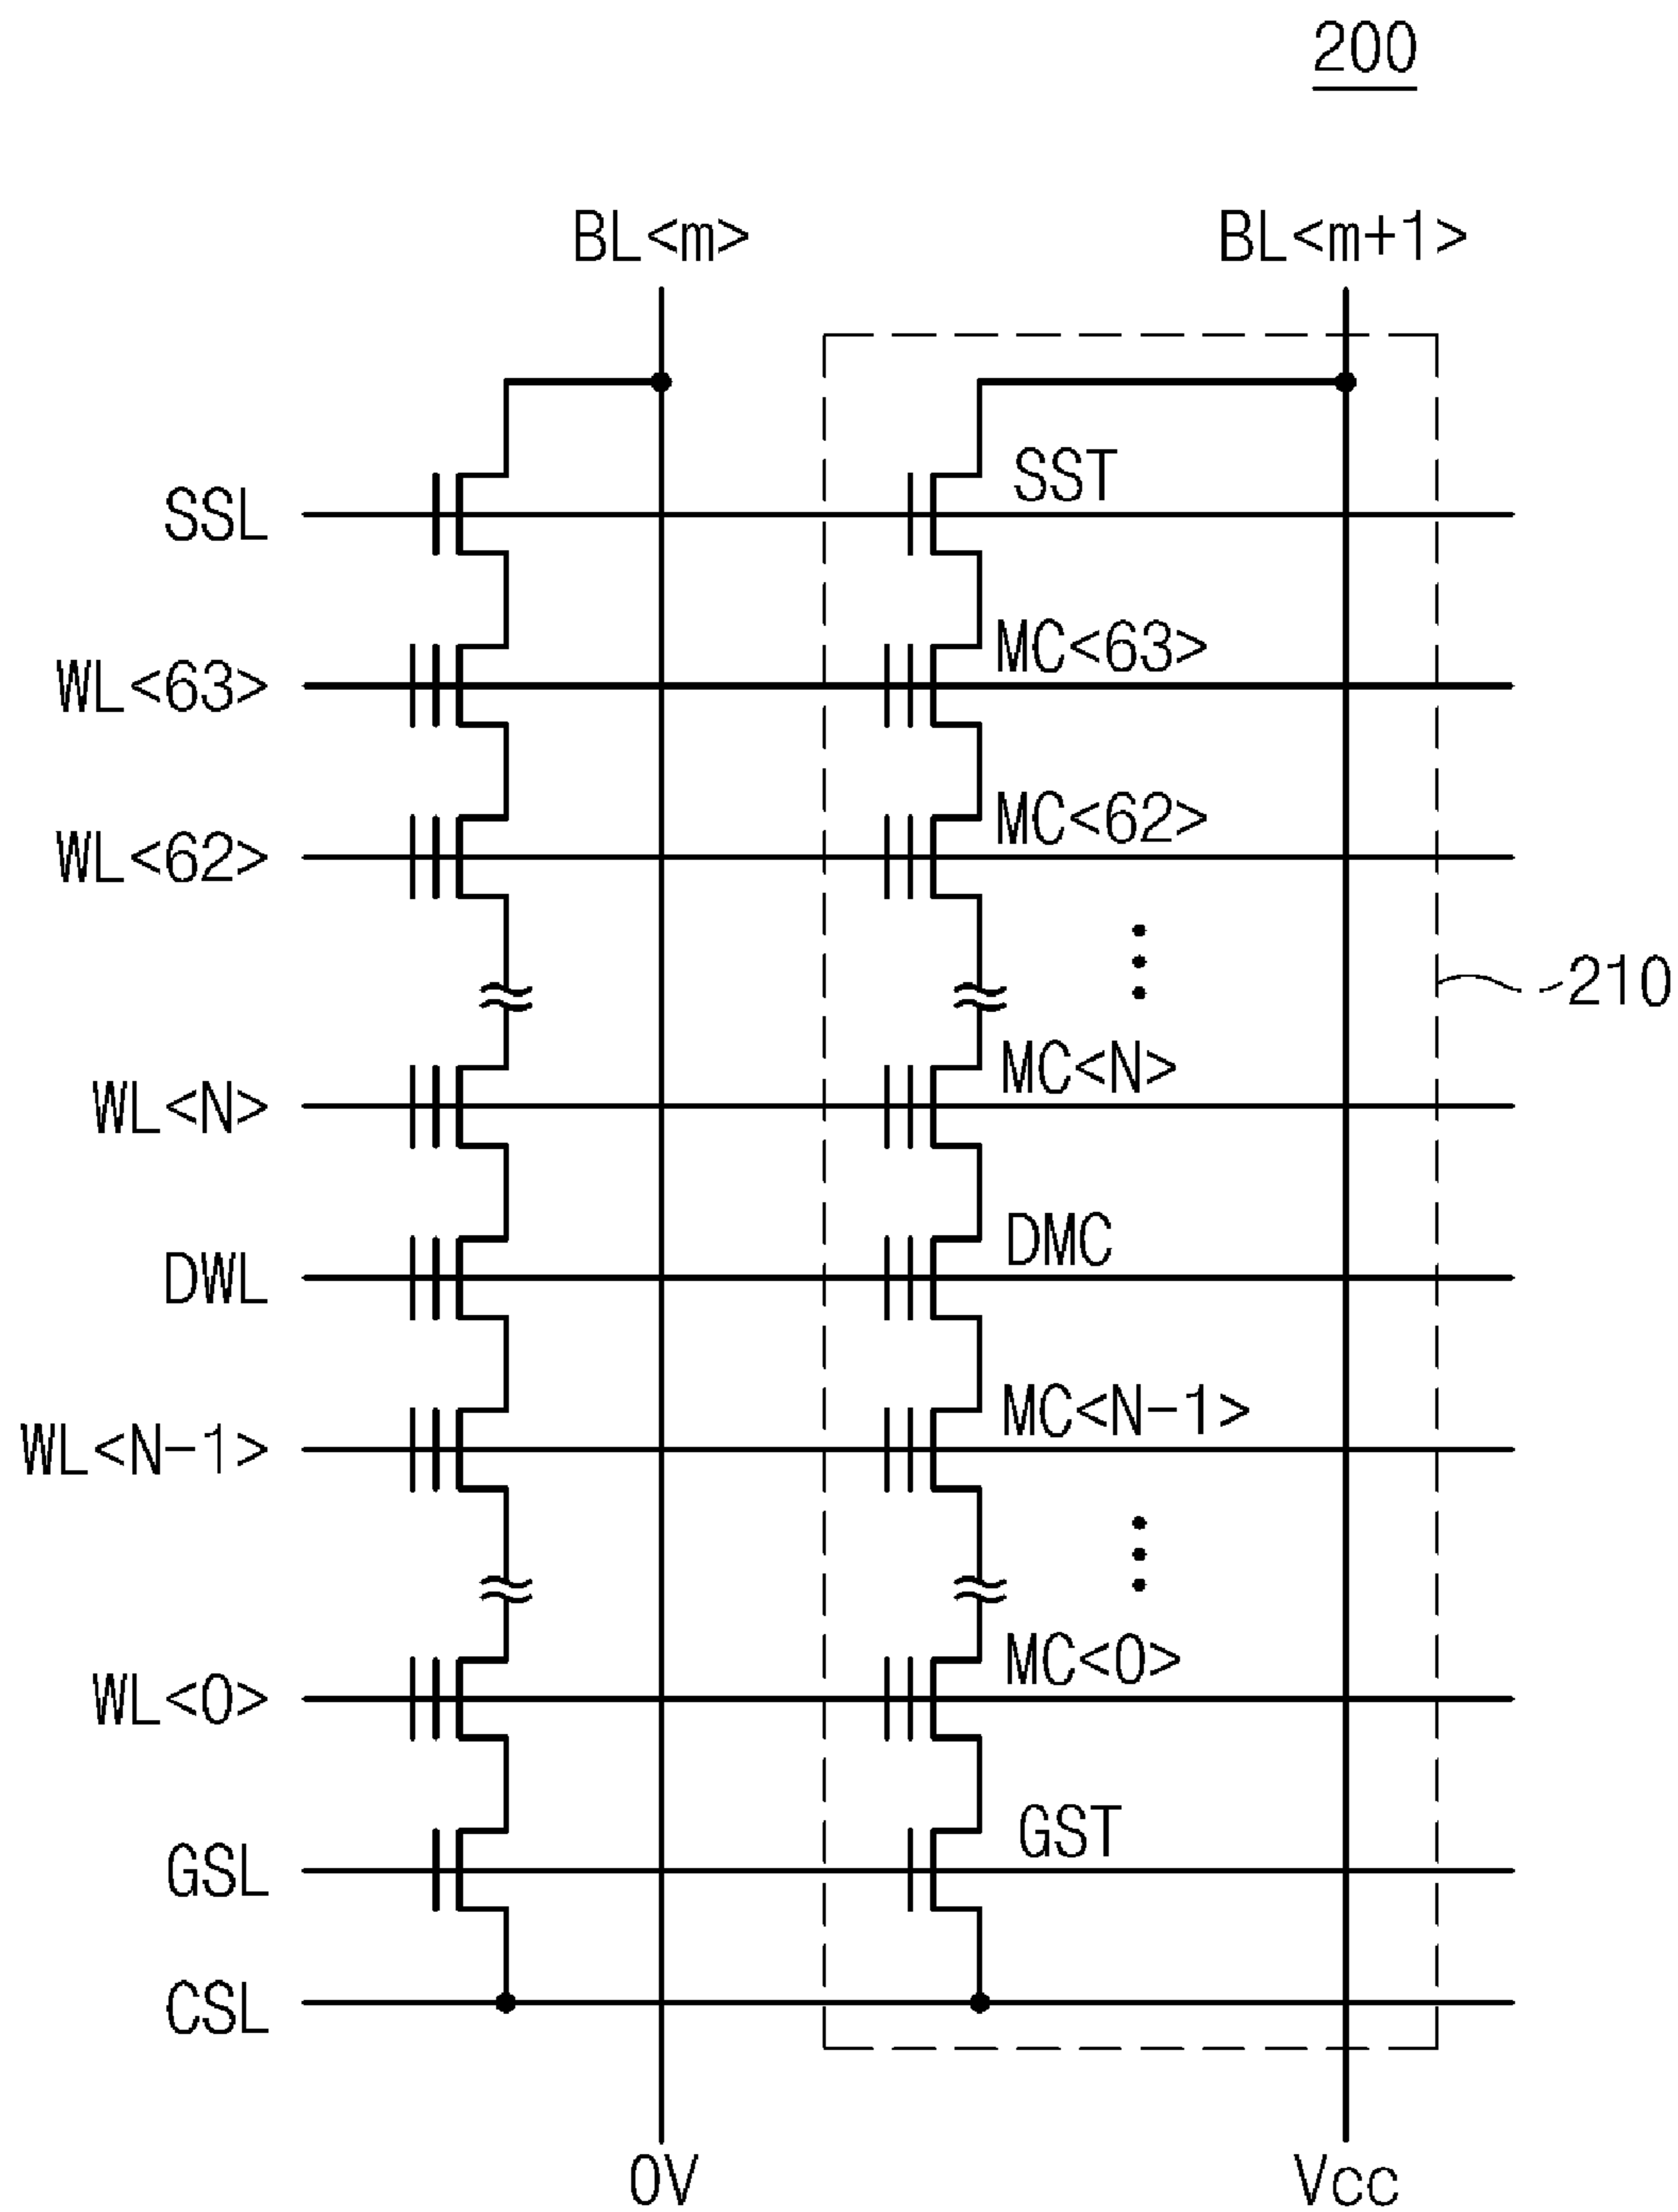 200
BL<m> BL<m+1>
SSL SST
WL<63> MC<63>
WL<62> MC<62>
210
WL<N> MC<N>
DWL DMC
WL<N-1> MC<N-1>
WL<0> MC<0>
GSL GST
CSL
0V Vcc